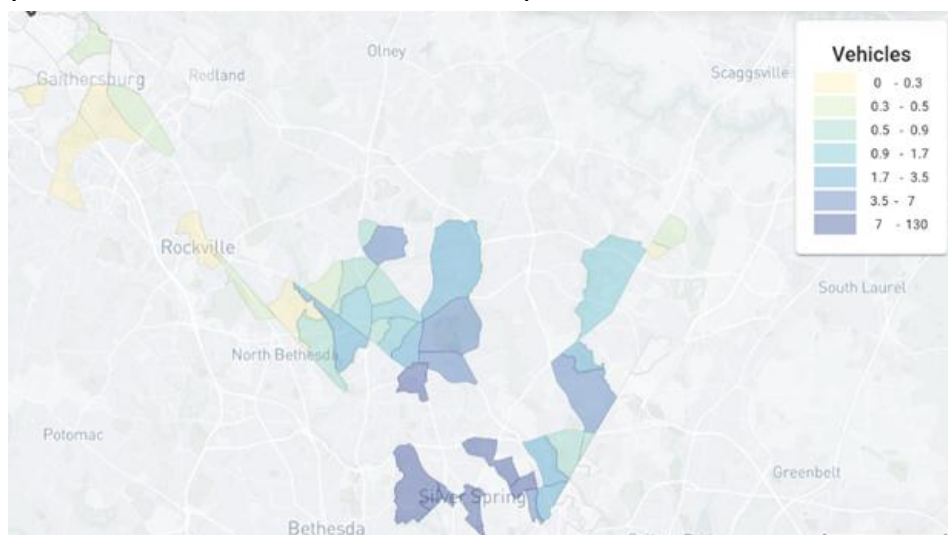 Olney
Gaithersburg
Redland
Scaggsville
Vehicles
0 - 0.3
0.3 - 0.5
0.5 - 0.9
0.9 - 1.7
1.7 - 3.5
3.5 - 7
7 - 130
Rockville
South Laurel
North Bethesda
Potomac
Greenbelt
Silver Spring
Bethesda